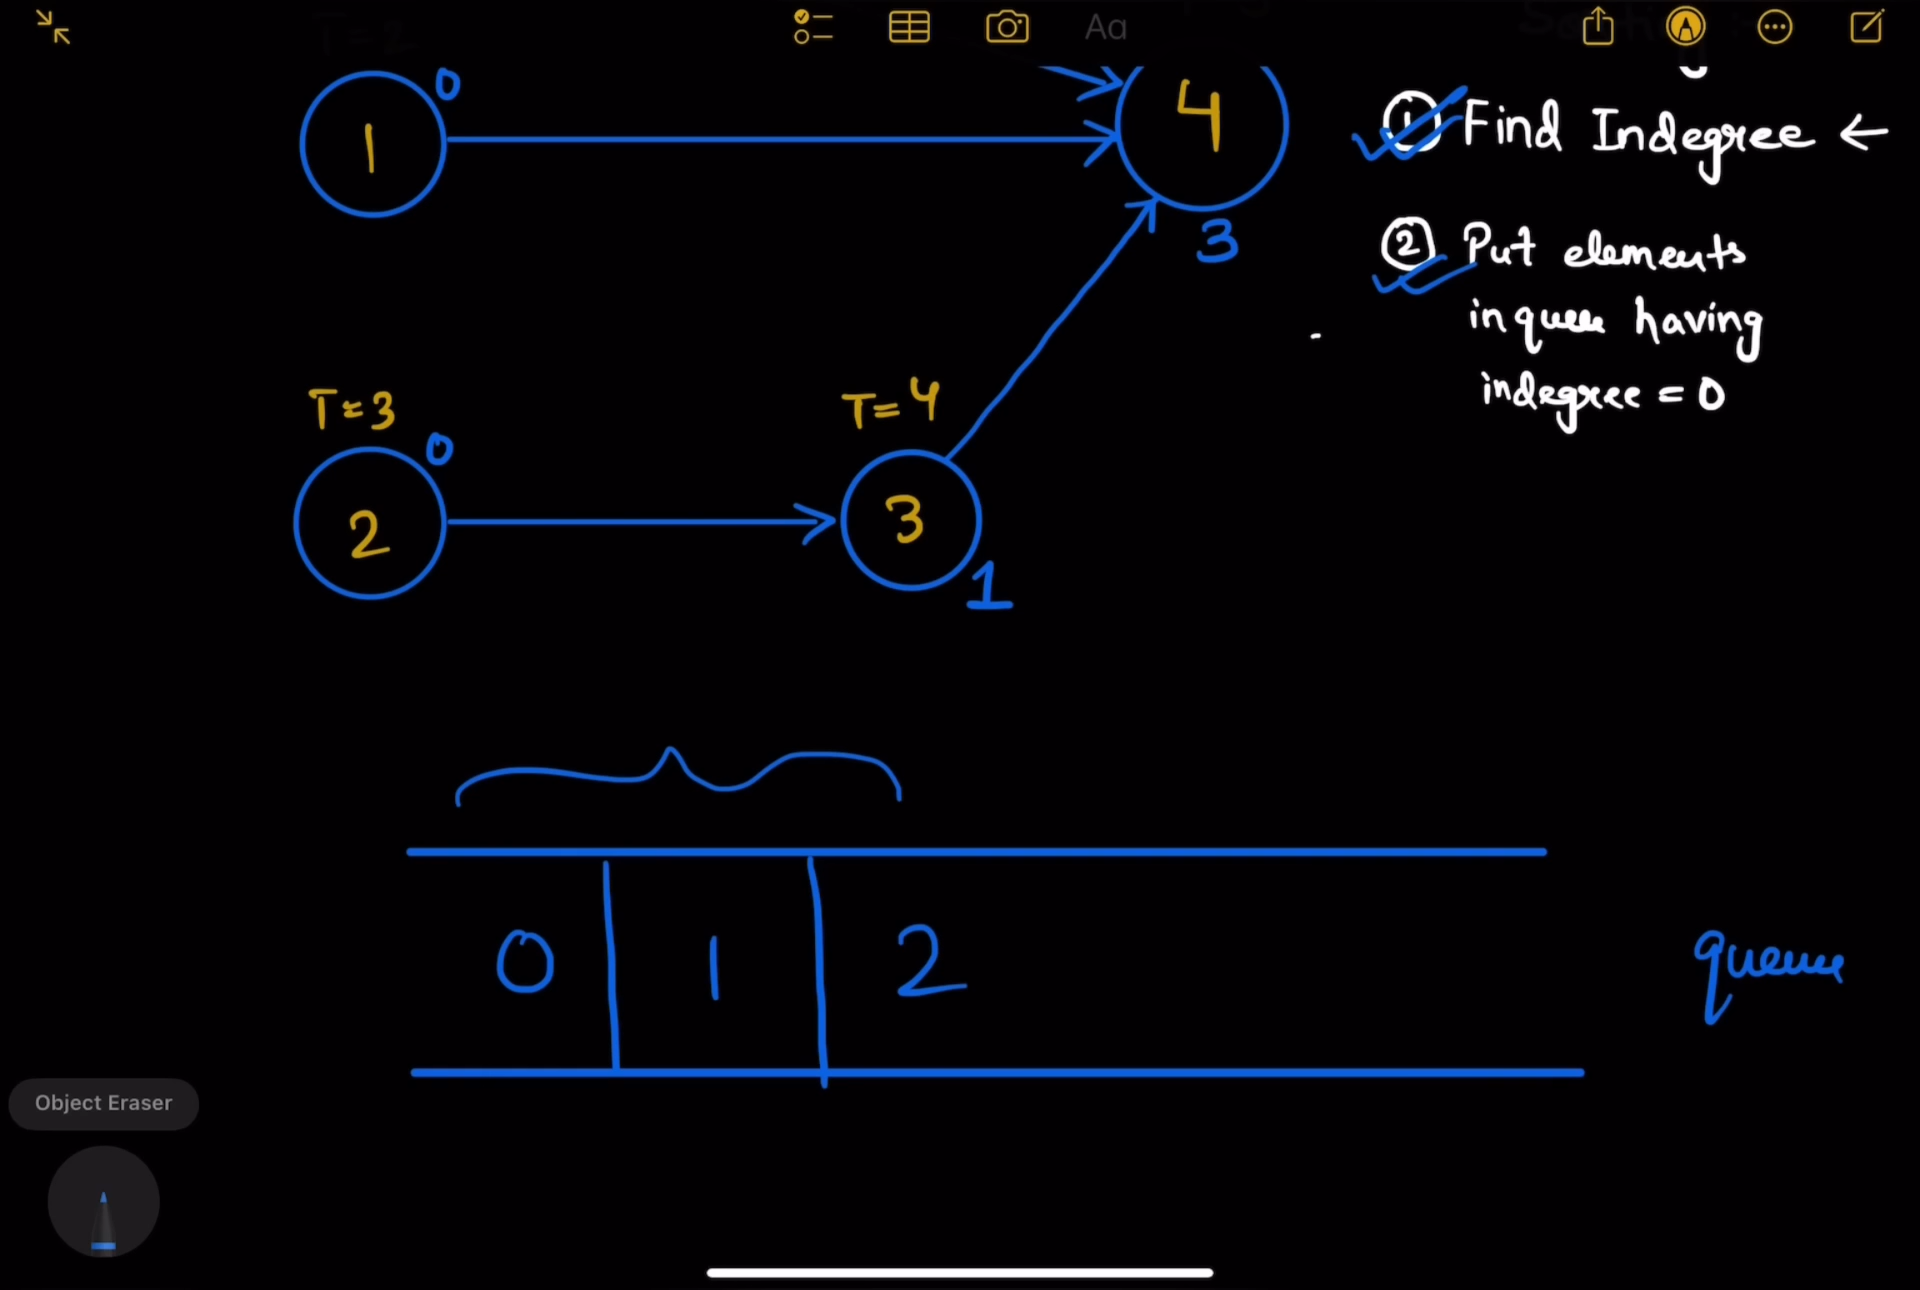 T=2
Aa
1
0
4
3
① Find Indegree ←
② Put elements
in queue having
indegree = 0
T=3
0
2
T=4
3
1
0 1 2
queue
Object Eraser